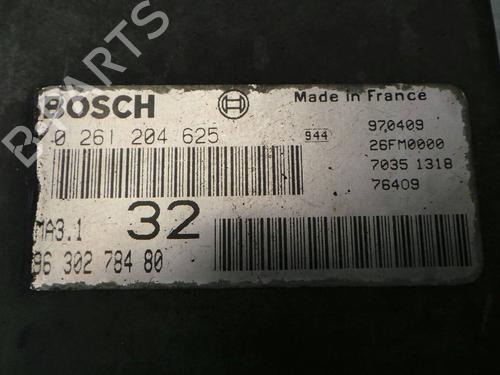 B-PARTS
BOSCH
Made in France
0 261 204 625
944
970409
26FM0000
7035 1318
76409
MA3.1
32
96 302 784 80